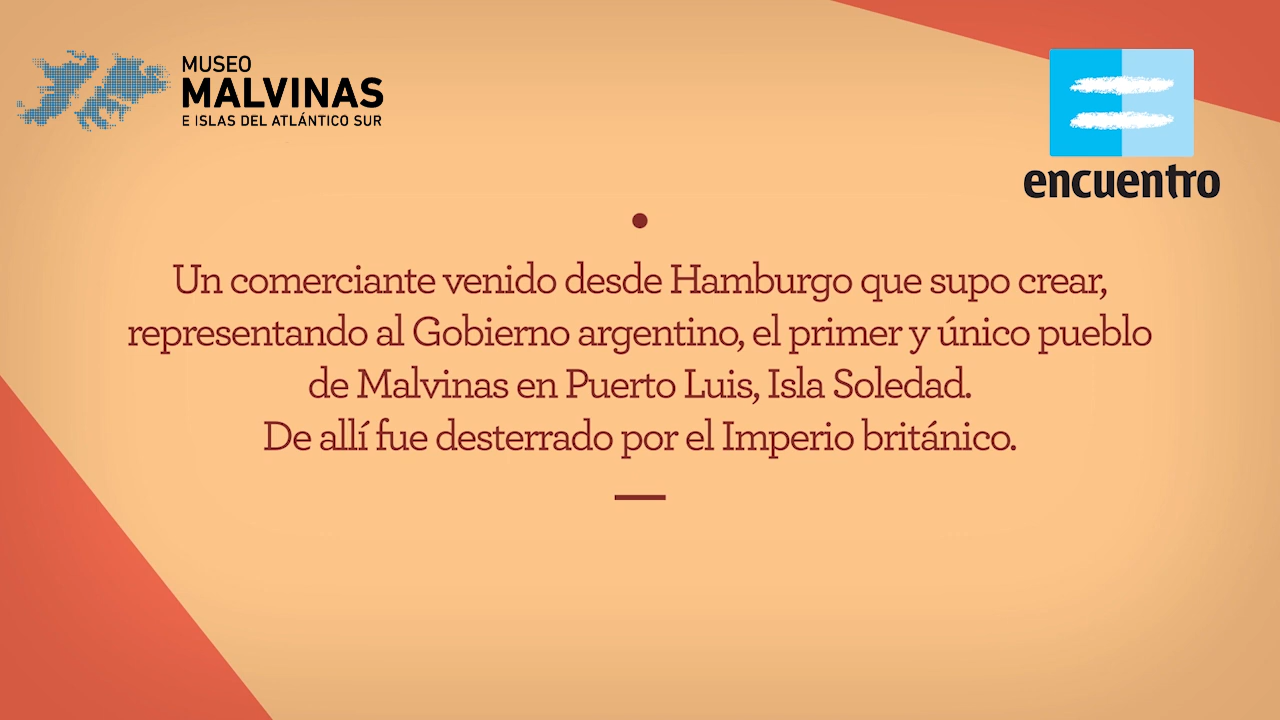 MUSEO
MALVINAS
E ISLAS DEL ATLÁNTICO SUR
encuentro
Un comerciante venido desde Hamburgo que supo crear,
representando al Gobierno argentino, el primer y único pueblo
de Malvinas en Puerto Luis, Isla Soledad.
De allí fue desterrado por el Imperio británico.